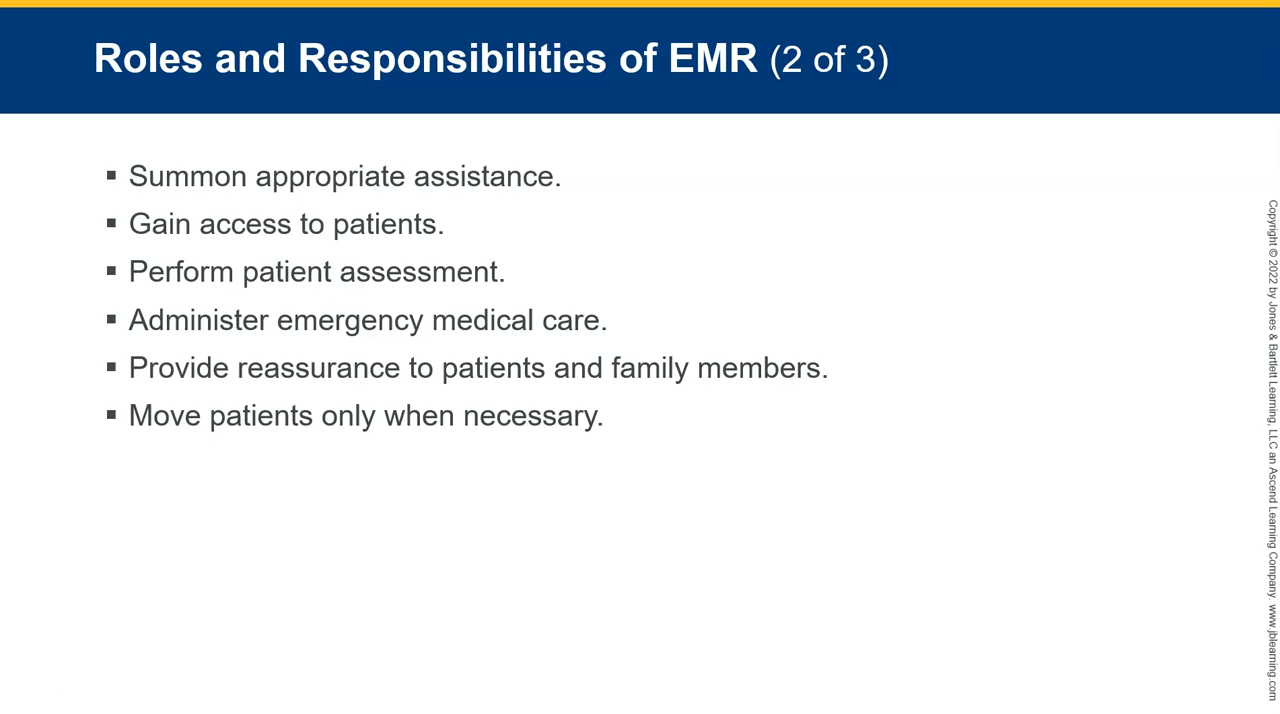 Roles and Responsibilities of EMR (2 of 3)
▪ Summon appropriate assistance.
▪ Gain access to patients.
▪ Perform patient assessment.
▪ Administer emergency medical care.
▪ Provide reassurance to patients and family members.
▪ Move patients only when necessary.
Copyright © 2022 by Jones & Bartlett Learning, LLC an Ascend Learning Company. www.jblearning.com